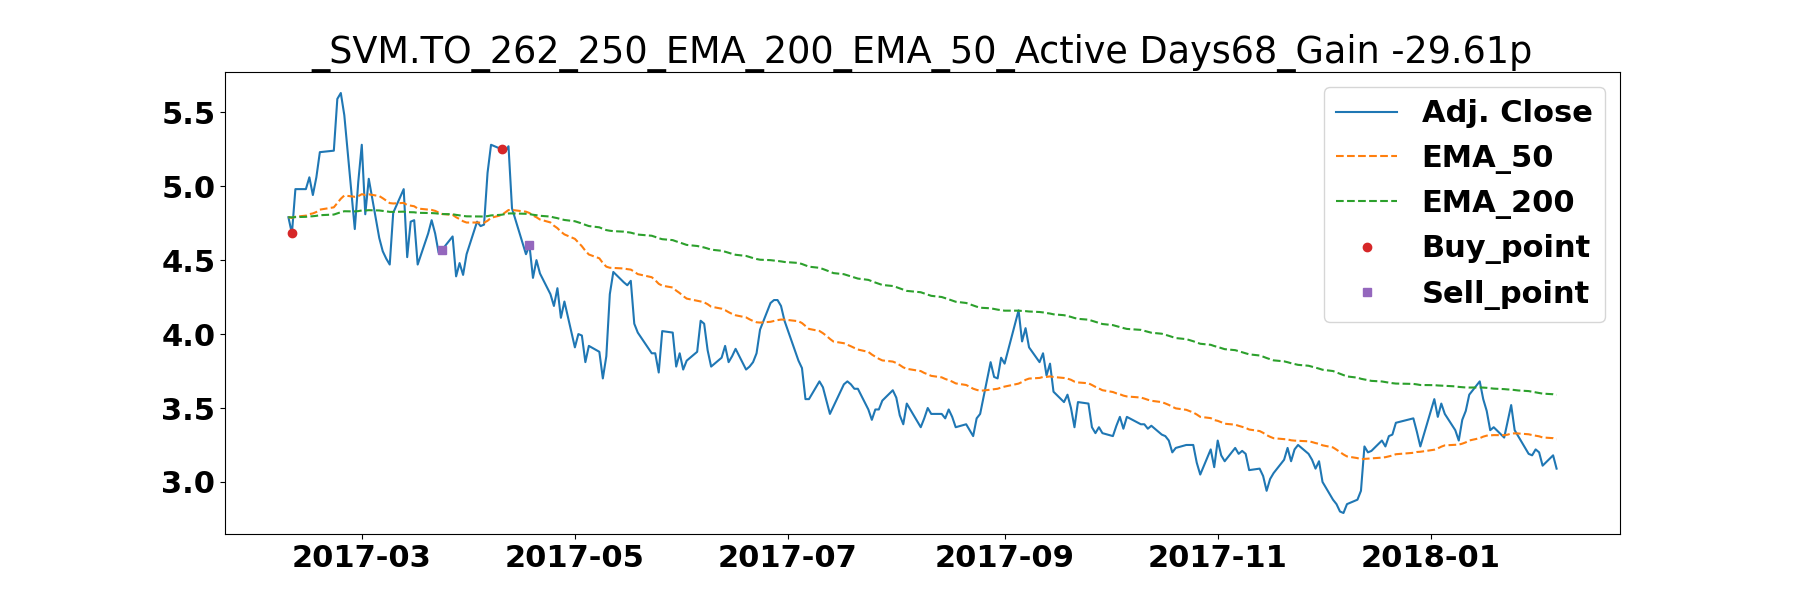 _SVM.TO_262_250_EMA_200_EMA_50_Active Days68_Gain -29.61p
5.5
5.0
4.5
4.0
3.5
3.0
Adj. Close
EMA_50
EMA_200
Buy_point
Sell_point
2017-03 2017-05 2017-07 2017-09 2017-11 2018-01